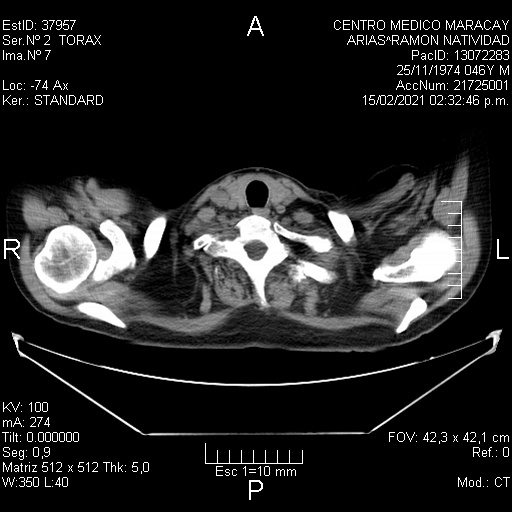 EstID: 37957
Ser.Nº 2 TORAX
Ima.Nº 7
Loc: -74 Ax
Ker.: STANDARD
A
CENTRO MEDICO MARACAY
ARIAS^RAMON NATIVIDAD
PacID: 13072283
25/11/1974 046Y M
AccNum: 21725001
15/02/2021 02:32:46 p.m.
R
L
KV: 100
mA: 274
Tilt: 0.000000
Seg: 0,9
Matriz 512 x 512 Thk: 5,0
W:350 L:40
Esc 1=10 mm
P
FOV: 42,3 x 42,1 cm
Ref.: 0
Mod.: CT